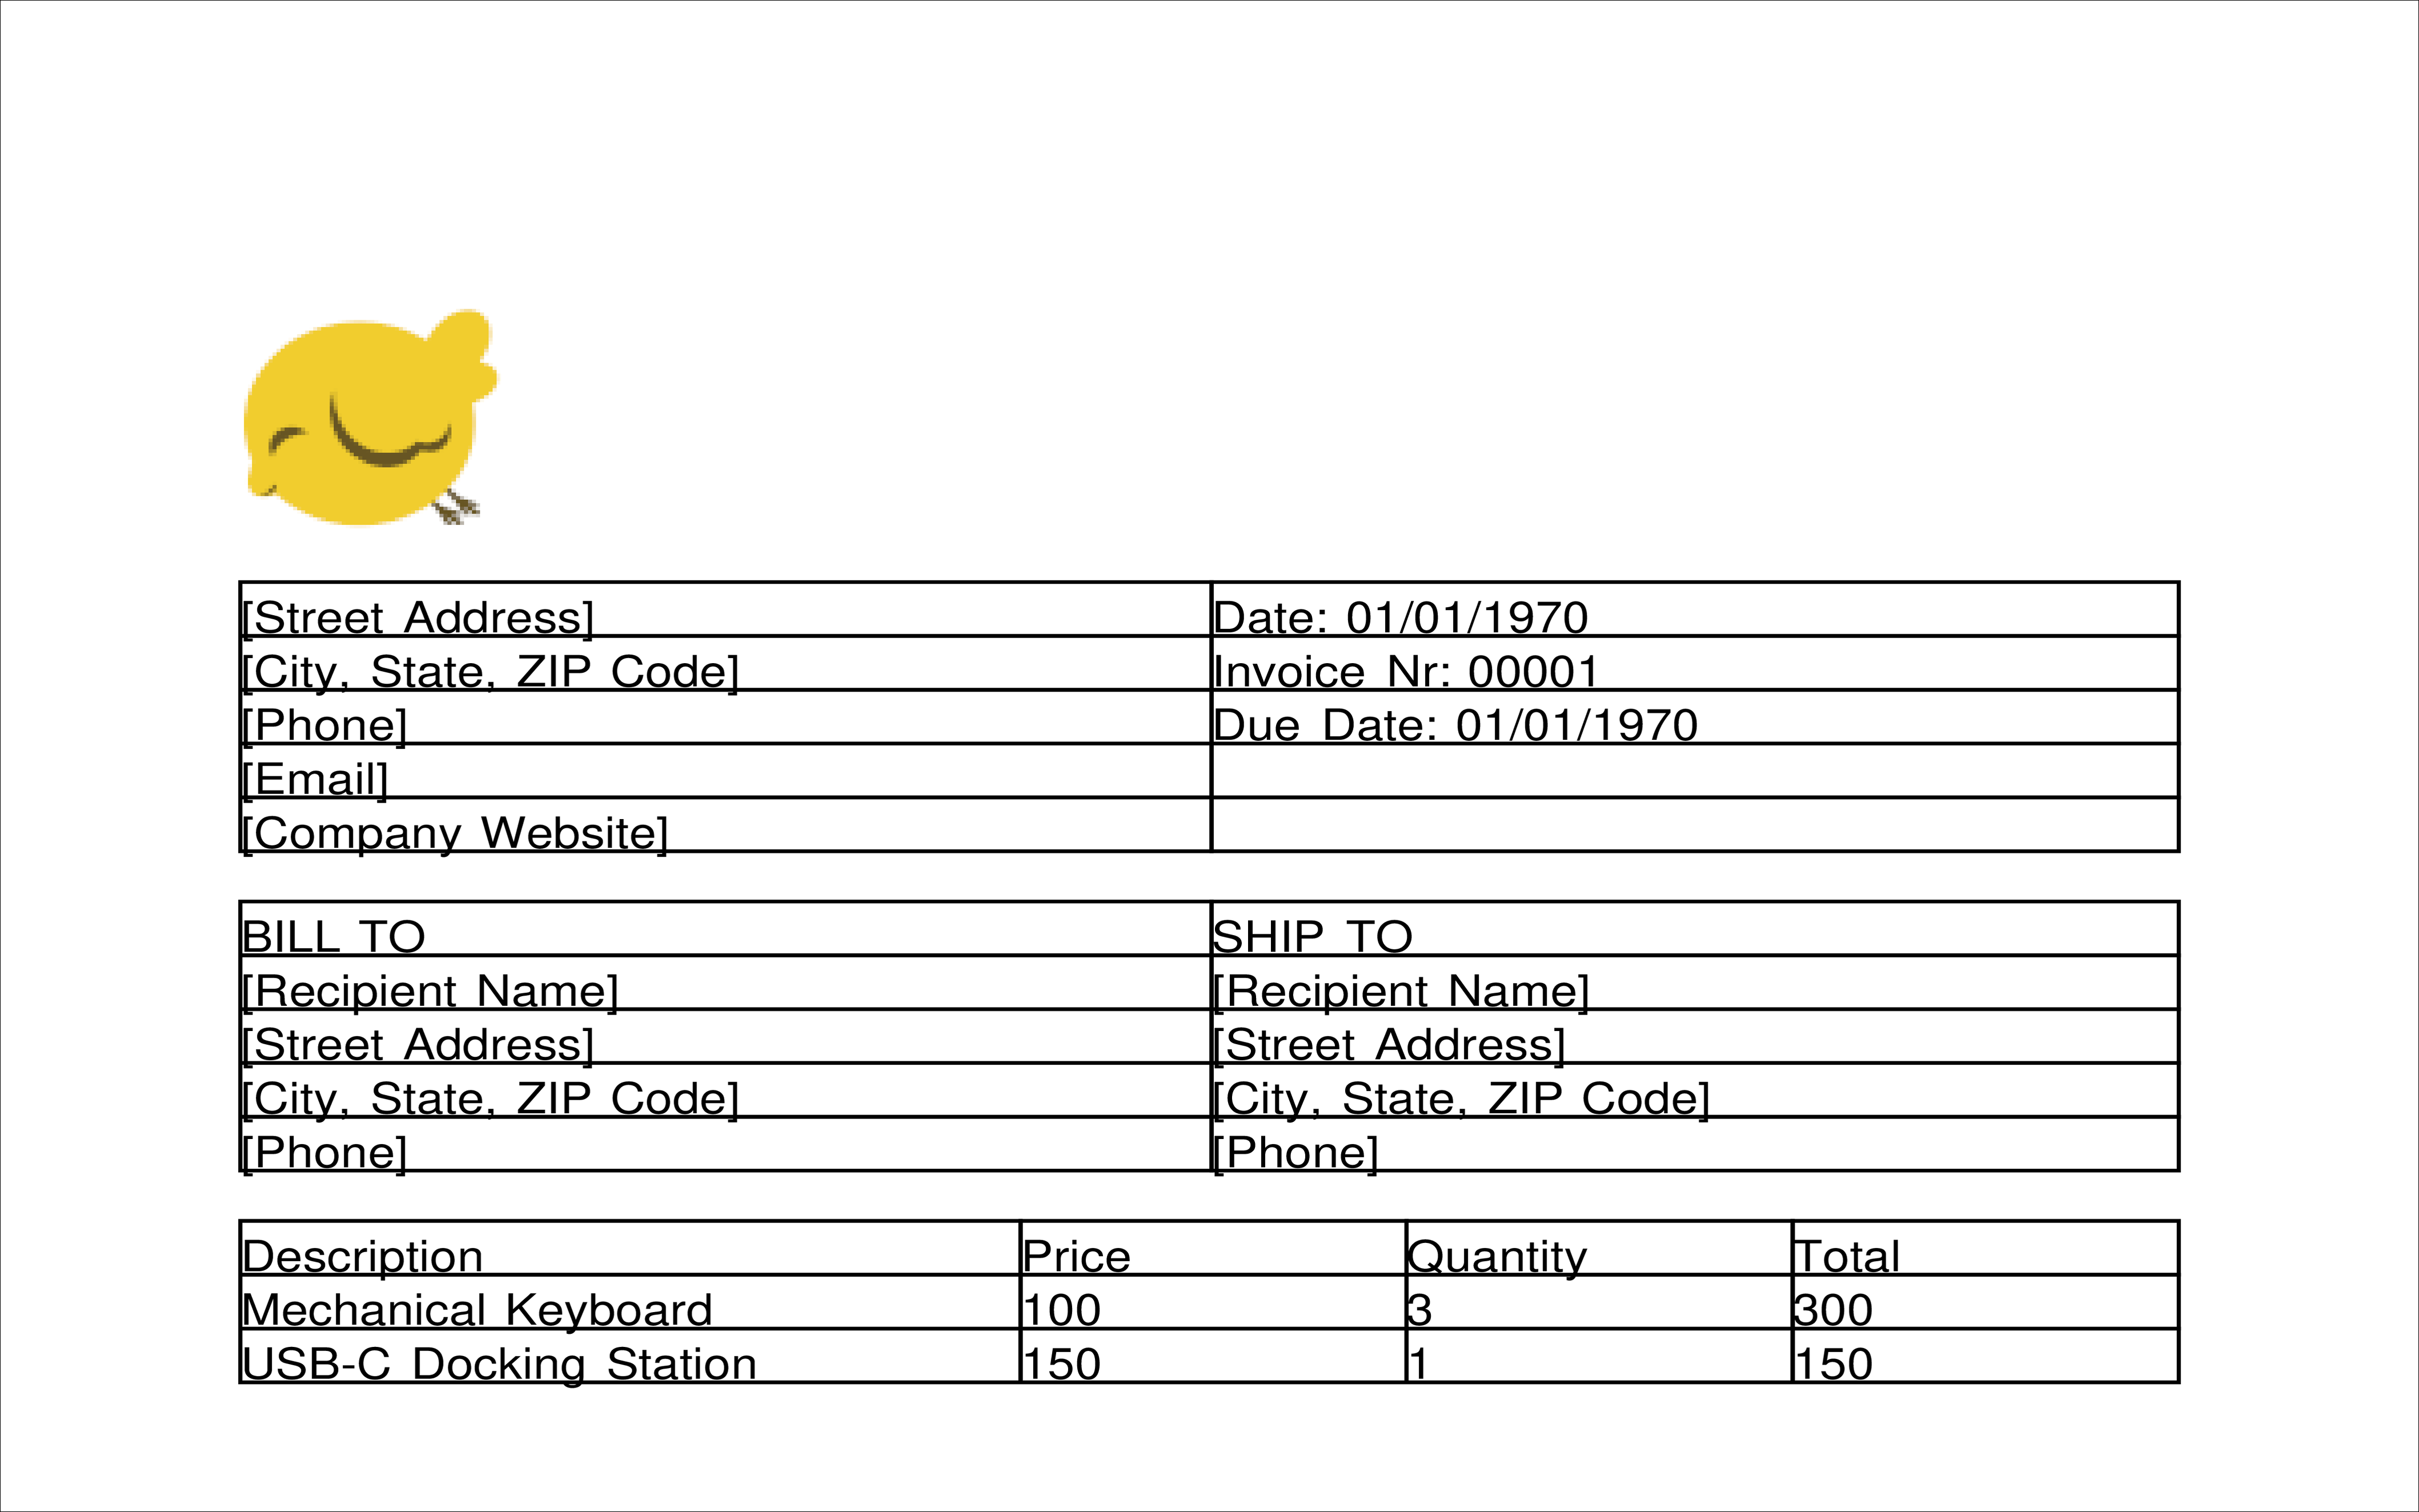 [Street Address] Date: 01/01/1970
[City, State, ZIP Code] Invoice Nr: 00001
[Phone] Due Date: 01/01/1970
[Email]
[Company Website]
BILL TO SHIP TO
[Recipient Name] [Recipient Name]
[Street Address] [Street Address]
[City, State, ZIP Code] [City, State, ZIP Code]
[Phone] [Phone]
Description Price Quantity Total
Mechanical Keyboard 100 3 300
USB-C Docking Station 150 1 150